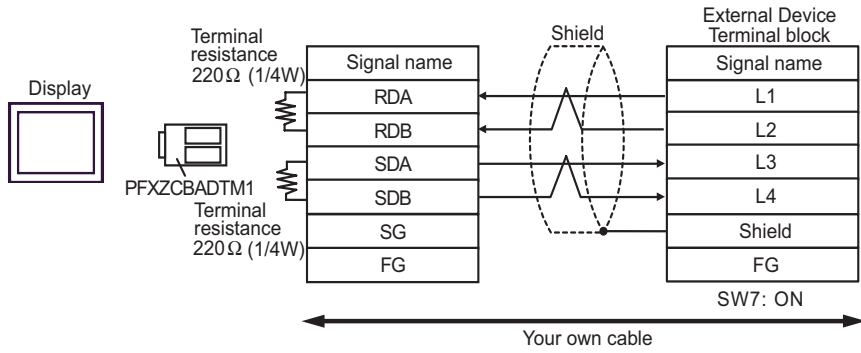 Display
PFXZCBADTM1
Terminal
resistance
220Ω (1/4W)
Terminal
resistance
220Ω (1/4W)
Signal name
RDA
RDB
SDA
SDB
SG
FG
Shield
External Device
Terminal block
Signal name
L1
L2
L3
L4
Shield
FG
SW7: ON
Your own cable